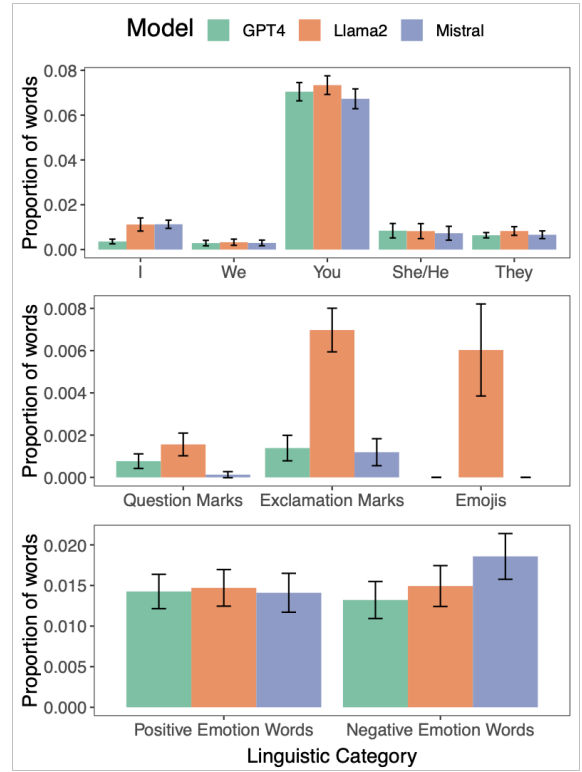 Model GPT4 Llama2 Mistral
Proportion of words
0.08
0.06
0.04
0.02
0.00
I We You She/He They
Proportion of words
0.008
0.006
0.004
0.002
0.000
Question Marks Exclamation Marks Emojis
Proportion of words
0.020
0.015
0.010
0.005
0.000
Positive Emotion Words Negative Emotion Words
Linguistic Category